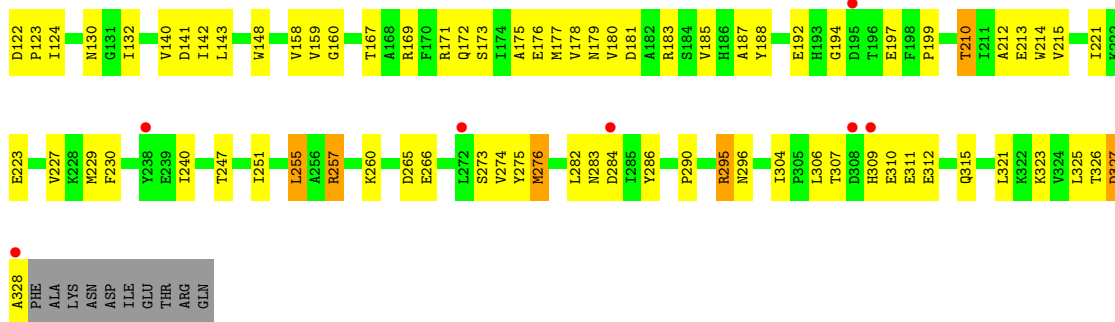 D122 P123 I124 N130 G131 I132 V140 D141 I142 L143 W148 V158 V159 G160 T167 A168 R169 F170 R171 Q172 S173 I174 A175 E176 M177 V178 N179 V180 D181 A182 R183 S184 V185 H186 A187 Y188 E192 H193 G194 D195 T196 E197 F198 P199 T210 I211 A212 E213 W214 V215 I221 K222
E223 V227 K228 M229 F230 Y238 E239 I240 T247 I251 L255 A256 R257 K260 D265 E266 L272 S273 V274 Y275 M276 L282 N283 D284 I285 Y286 P290 R295 N296 I304 P305 L306 T307 D308 H309 E310 E311 E312 Q315 L321 K322 K323 V324 L325 T326 D327
A328 PHE ALA LYS ASN ASP ILE GLU THR ARG GLN